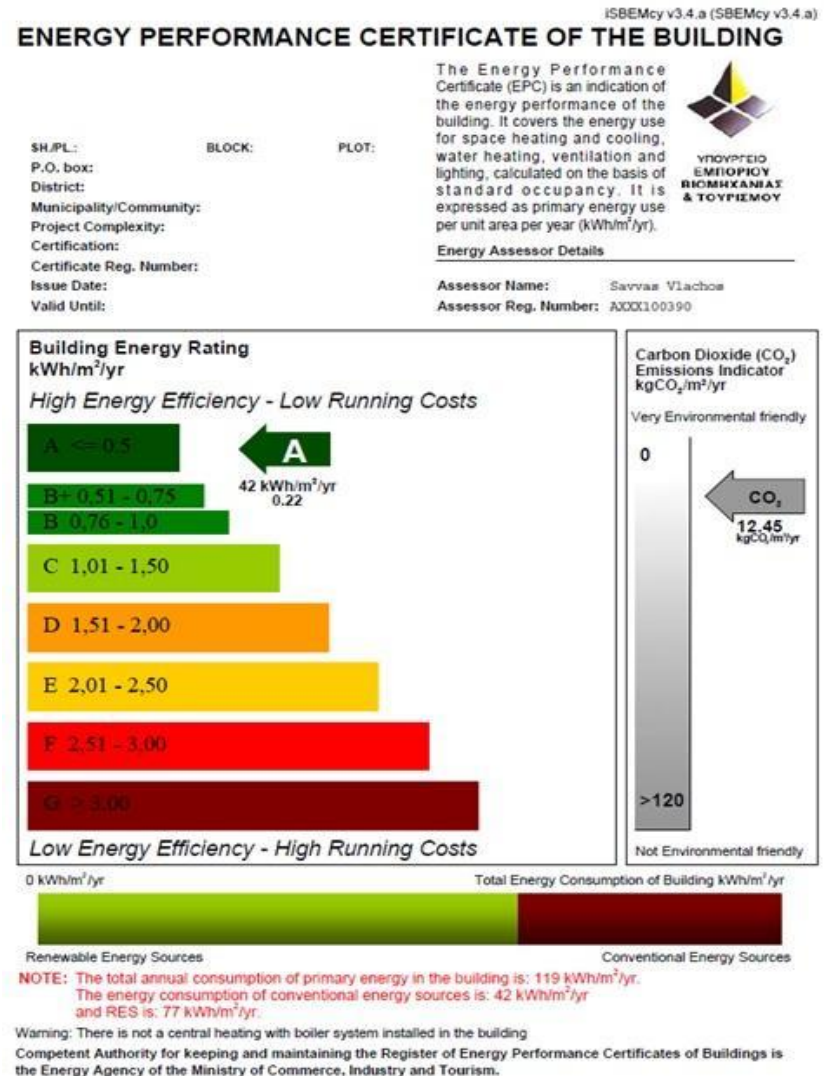 iSBEMcy v3.4.a (SBEMcy v3.4.a)
ENERGY PERFORMANCE CERTIFICATE OF THE BUILDING
The Energy Performance
Certificate (EPC) is an indication of
the energy performance of the
building. It covers the energy use
for space heating and cooling,
water heating, ventilation and
lighting, calculated on the basis of
standard occupancy. It is
expressed as primary energy use
per unit area per year (kWh/m²/yr).
ΥΠΟΥΡΓΕΙΟ
ΕΜΠΟΡΙΟΥ
ΒΙΟΜΗΧΑΝΙΑΣ
& ΤΟΥΡΙΣΜΟΥ
SH./PL.: BLOCK: PLOT:
P.O. box:
District:
Municipality/Community:
Project Complexity:
Certification:
Certificate Reg. Number:
Issue Date:
Valid Until:
Energy Assessor Details
Assessor Name: Savvas Vlachos
Assessor Reg. Number: AXXX100390
Building Energy Rating
kWh/m²/yr
High Energy Efficiency - Low Running Costs
A <= 0.5
A
42 kWh/m²/yr
0.22
B+ 0,51 - 0,75
B 0,76 - 1,0
C 1,01 - 1,50
D 1,51 - 2,00
E 2,01 - 2,50
F 2,51 - 3,00
G > 3,00
Low Energy Efficiency - High Running Costs
Carbon Dioxide (CO₂)
Emissions Indicator
kgCO₂/m²/yr
Very Environmental friendly
0
CO₂
12.45
kgCO₂/m²/yr
>120
Not Environmental friendly
0 kWh/m²/yr Total Energy Consumption of Building kWh/m²/yr
Renewable Energy Sources Conventional Energy Sources
NOTE: The total annual consumption of primary energy in the building is: 119 kWh/m²/yr.
The energy consumption of conventional energy sources is: 42 kWh/m²/yr
and RES is: 77 kWh/m²/yr.
Warning: There is not a central heating with boiler system installed in the building
Competent Authority for keeping and maintaining the Register of Energy Performance Certificates of Buildings is
the Energy Agency of the Ministry of Commerce, Industry and Tourism.